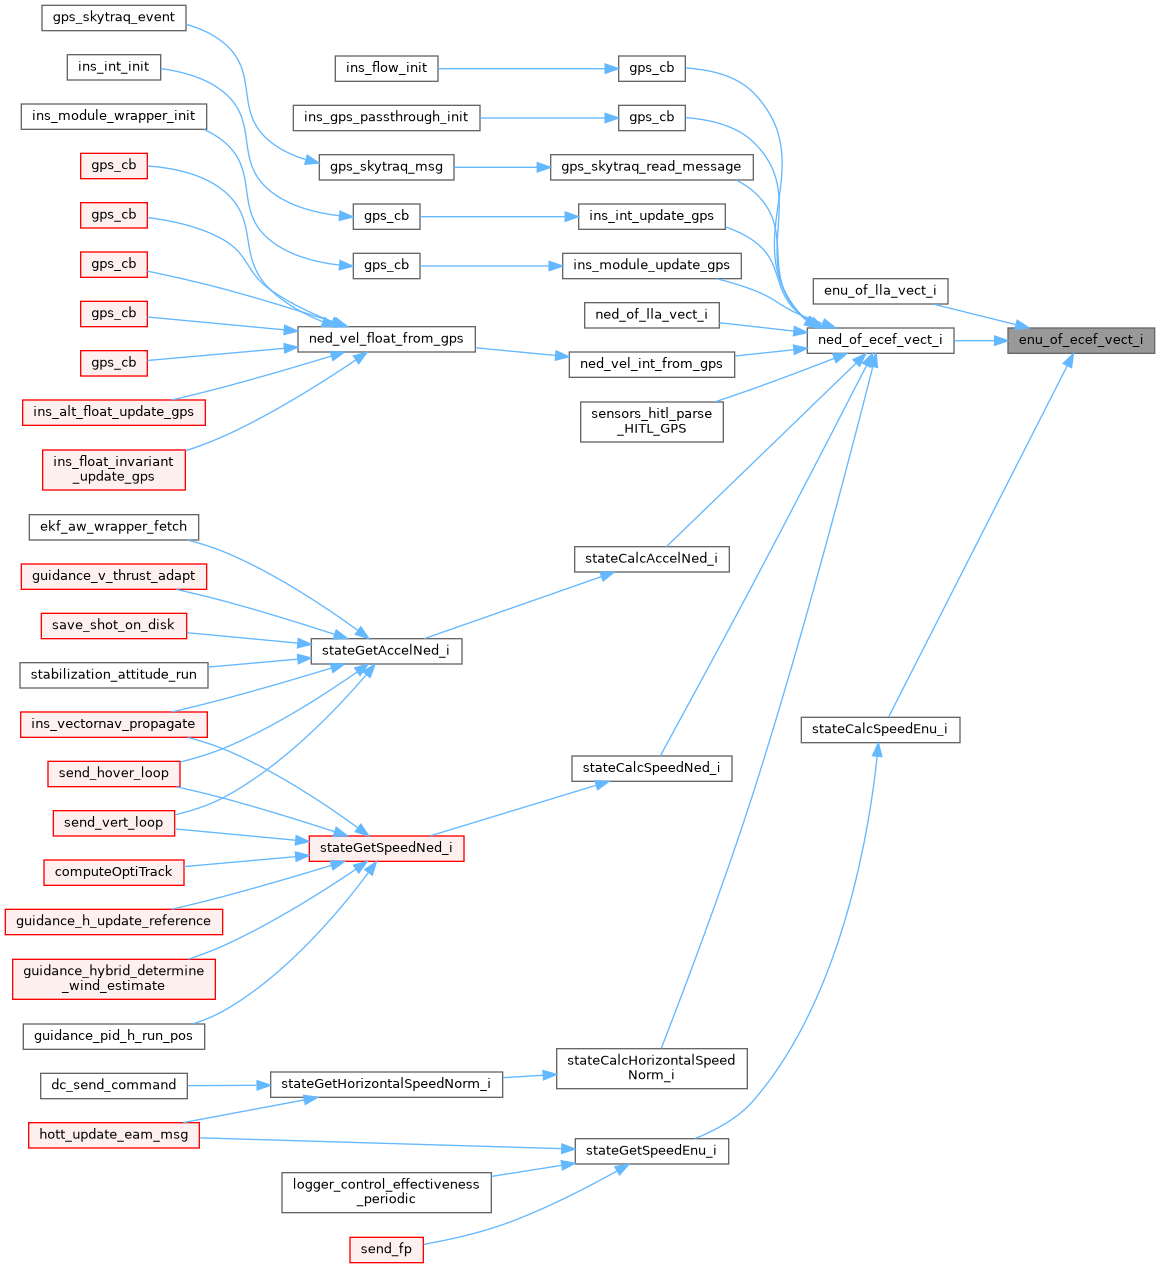 gps_skytraq_event
ins_int_init
ins_flow_init
gps_cb
ins_module_wrapper_init
ins_gps_passthrough_init
gps_cb
gps_cb
gps_skytraq_msg
gps_skytraq_read_message
gps_cb
gps_cb
ins_int_update_gps
gps_cb
gps_cb
ins_module_update_gps
enu_of_lla_vect_i
gps_cb
ned_of_lla_vect_i
ned_vel_float_from_gps
ned_of_ecef_vect_i
enu_of_ecef_vect_i
gps_cb
ned_vel_int_from_gps
ins_alt_float_update_gps
sensors_hitl_parse
_HITL_GPS
ins_float_invariant
_update_gps
ekf_aw_wrapper_fetch
stateCalcAccelNed_i
guidance_v_thrust_adapt
save_shot_on_disk
stateGetAccelNed_i
stabilization_attitude_run
ins_vectornav_propagate
stateCalcSpeedEnu_i
send_hover_loop
stateCalcSpeedNed_i
send_vert_loop
stateGetSpeedNed_i
computeOptiTrack
guidance_h_update_reference
guidance_hybrid_determine
_wind_estimate
guidance_pid_h_run_pos
stateCalcHorizontalSpeed
Norm_i
dc_send_command
stateGetHorizontalSpeedNorm_i
hott_update_eam_msg
stateGetSpeedEnu_i
logger_control_effectiveness
_periodic
send_fp